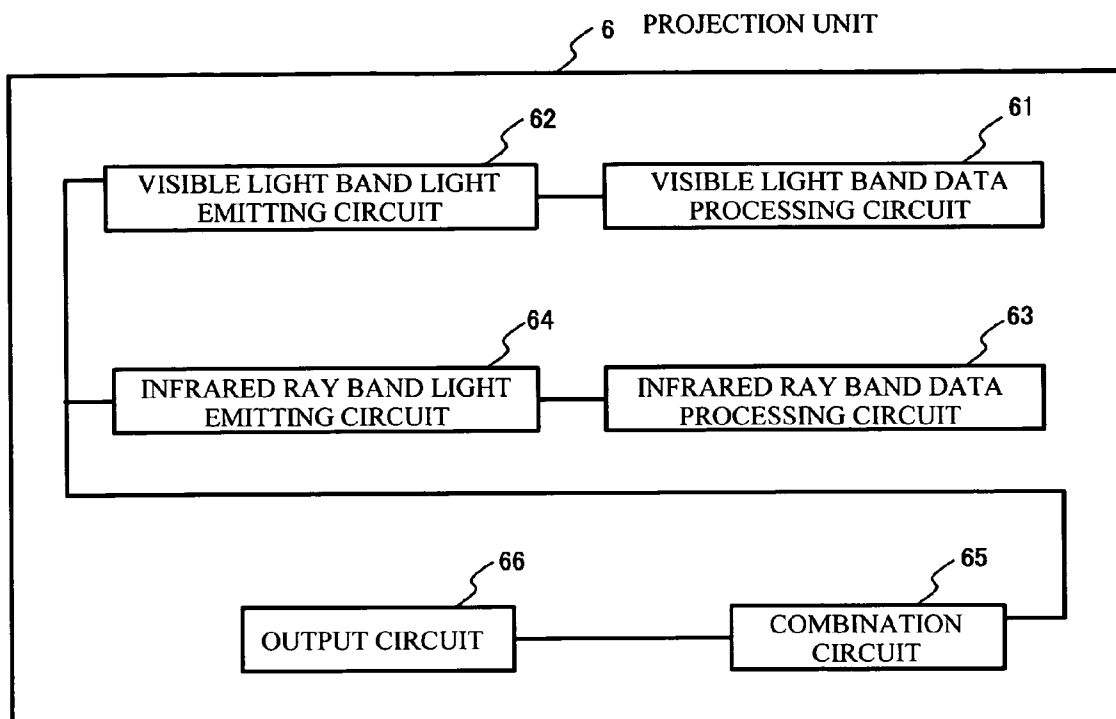 6 PROJECTION UNIT
62
61
VISIBLE LIGHT BAND LIGHT
EMITTING CIRCUIT
VISIBLE LIGHT BAND DATA
PROCESSING CIRCUIT
64
63
INFRARED RAY BAND LIGHT
EMITTING CIRCUIT
INFRARED RAY BAND DATA
PROCESSING CIRCUIT
66
65
OUTPUT CIRCUIT
COMBINATION
CIRCUIT